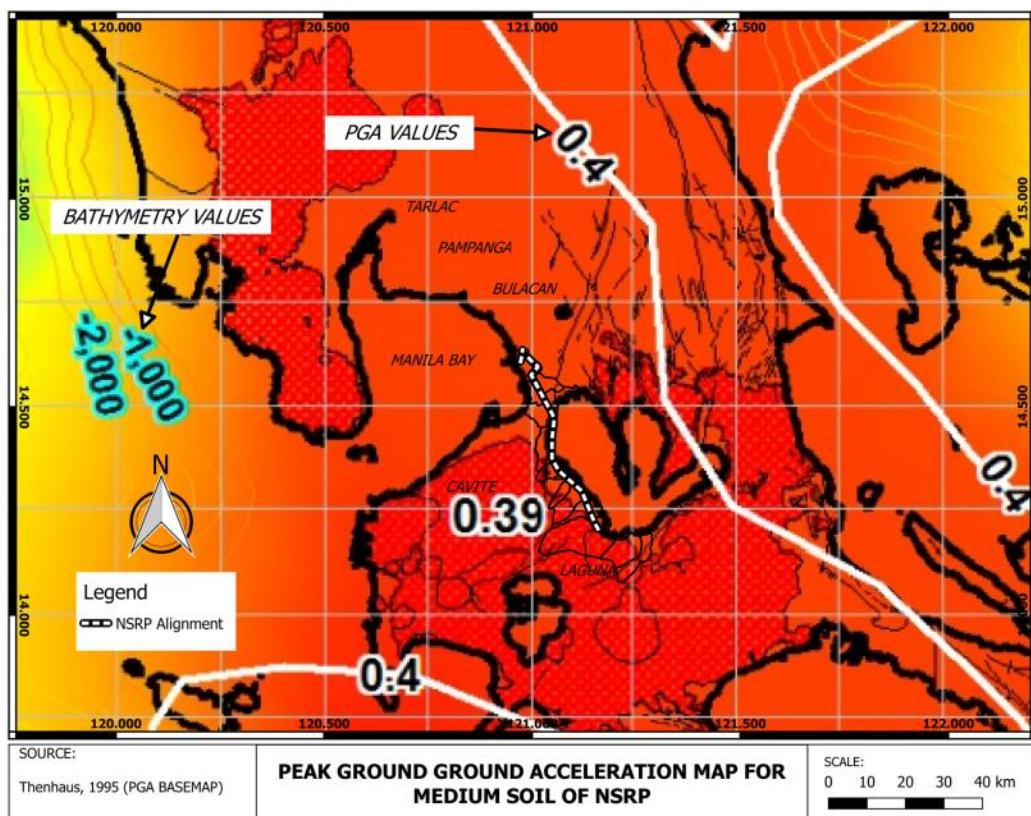 120.000 120.500 121.000 121.500 122.000
PGA VALUES
0.4
15.000 15.000
BATHYMETRY VALUES
TARLAC
PAMPANGA
BULACAN
-1,000
-2,000
MANILA BAY
14.500 14.500
N
CAVITE
0.4
0.39
LAGUNA
Legend
NSRP Alignment
14.000 14.000
0.4
120.000 120.500 121.000 121.500 122.000
SOURCE:
Thenhaus, 1995 (PGA BASEMAP)
PEAK GROUND GROUND ACCELERATION MAP FOR
MEDIUM SOIL OF NSRP
SCALE:
0 10 20 30 40 km